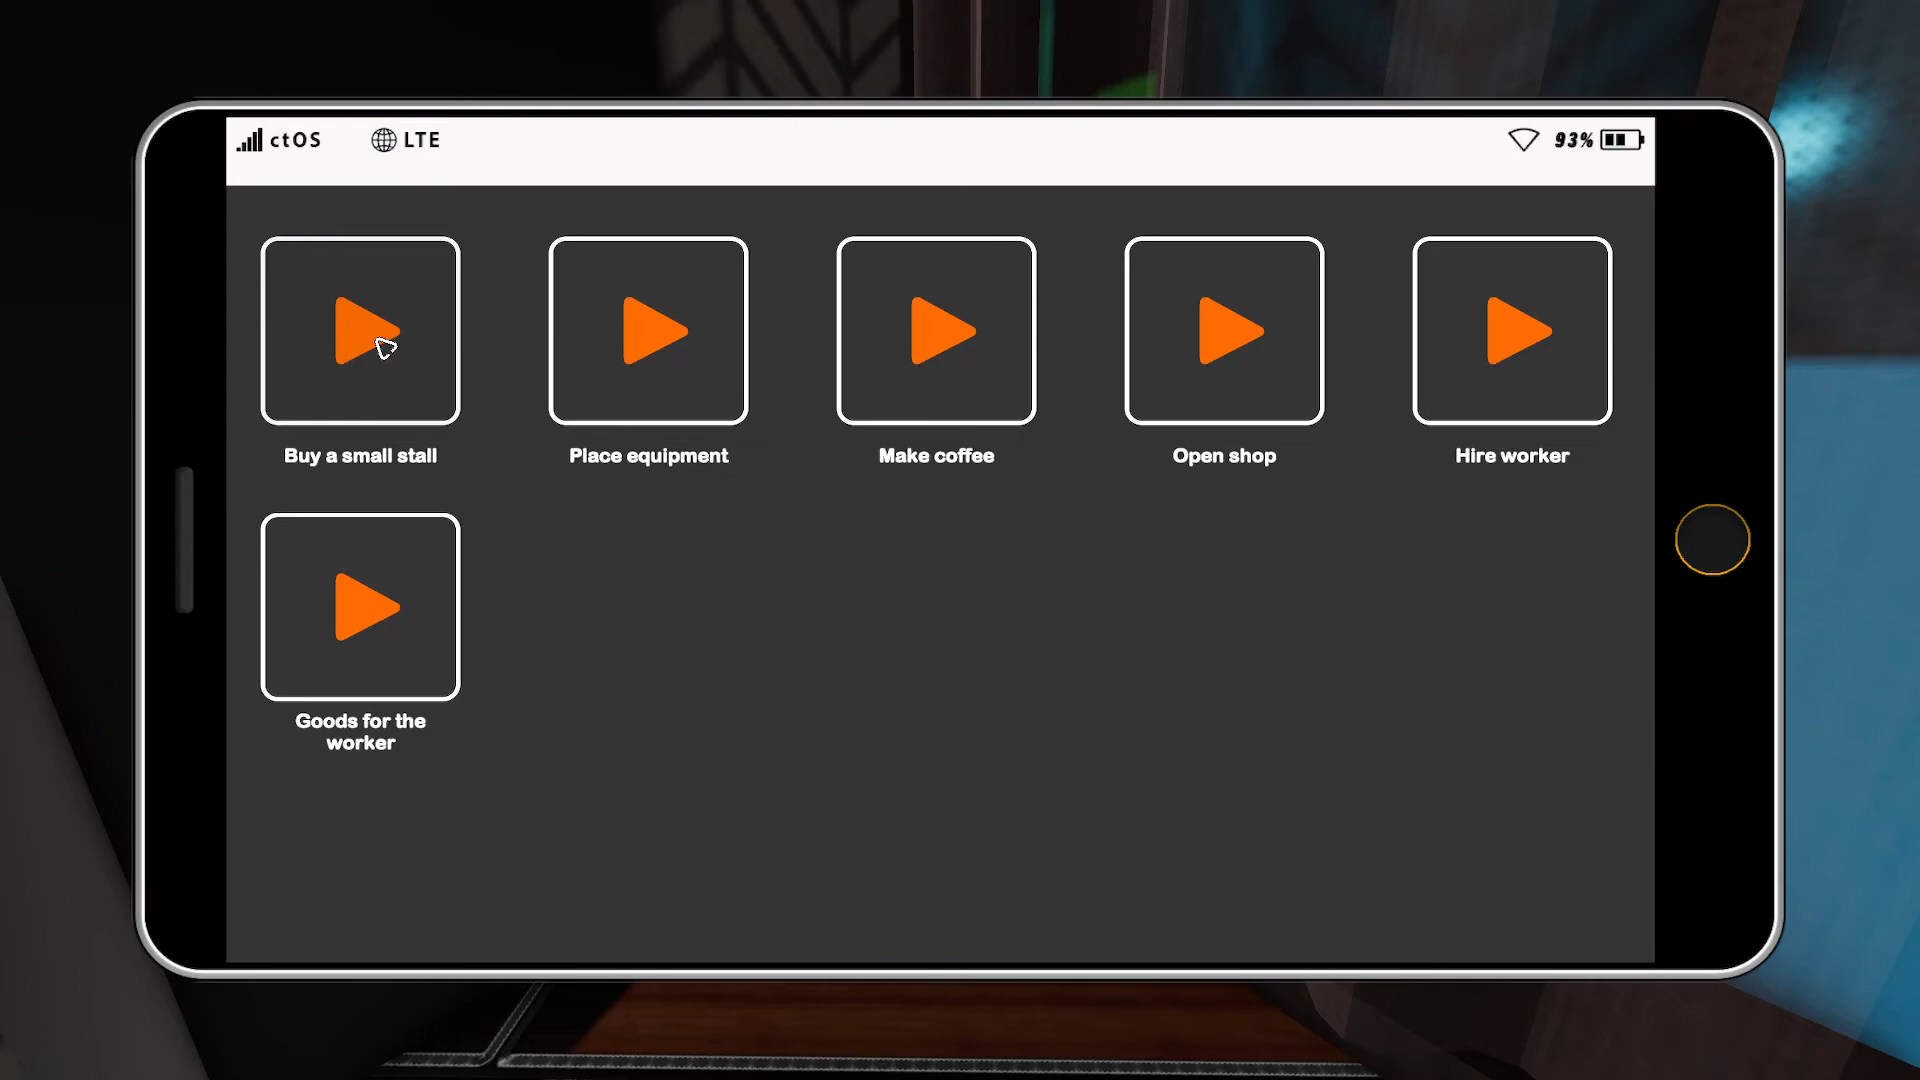 ctOS LTE 93%
Buy a small stall
Place equipment
Make coffee
Open shop
Hire worker
Goods for the
worker